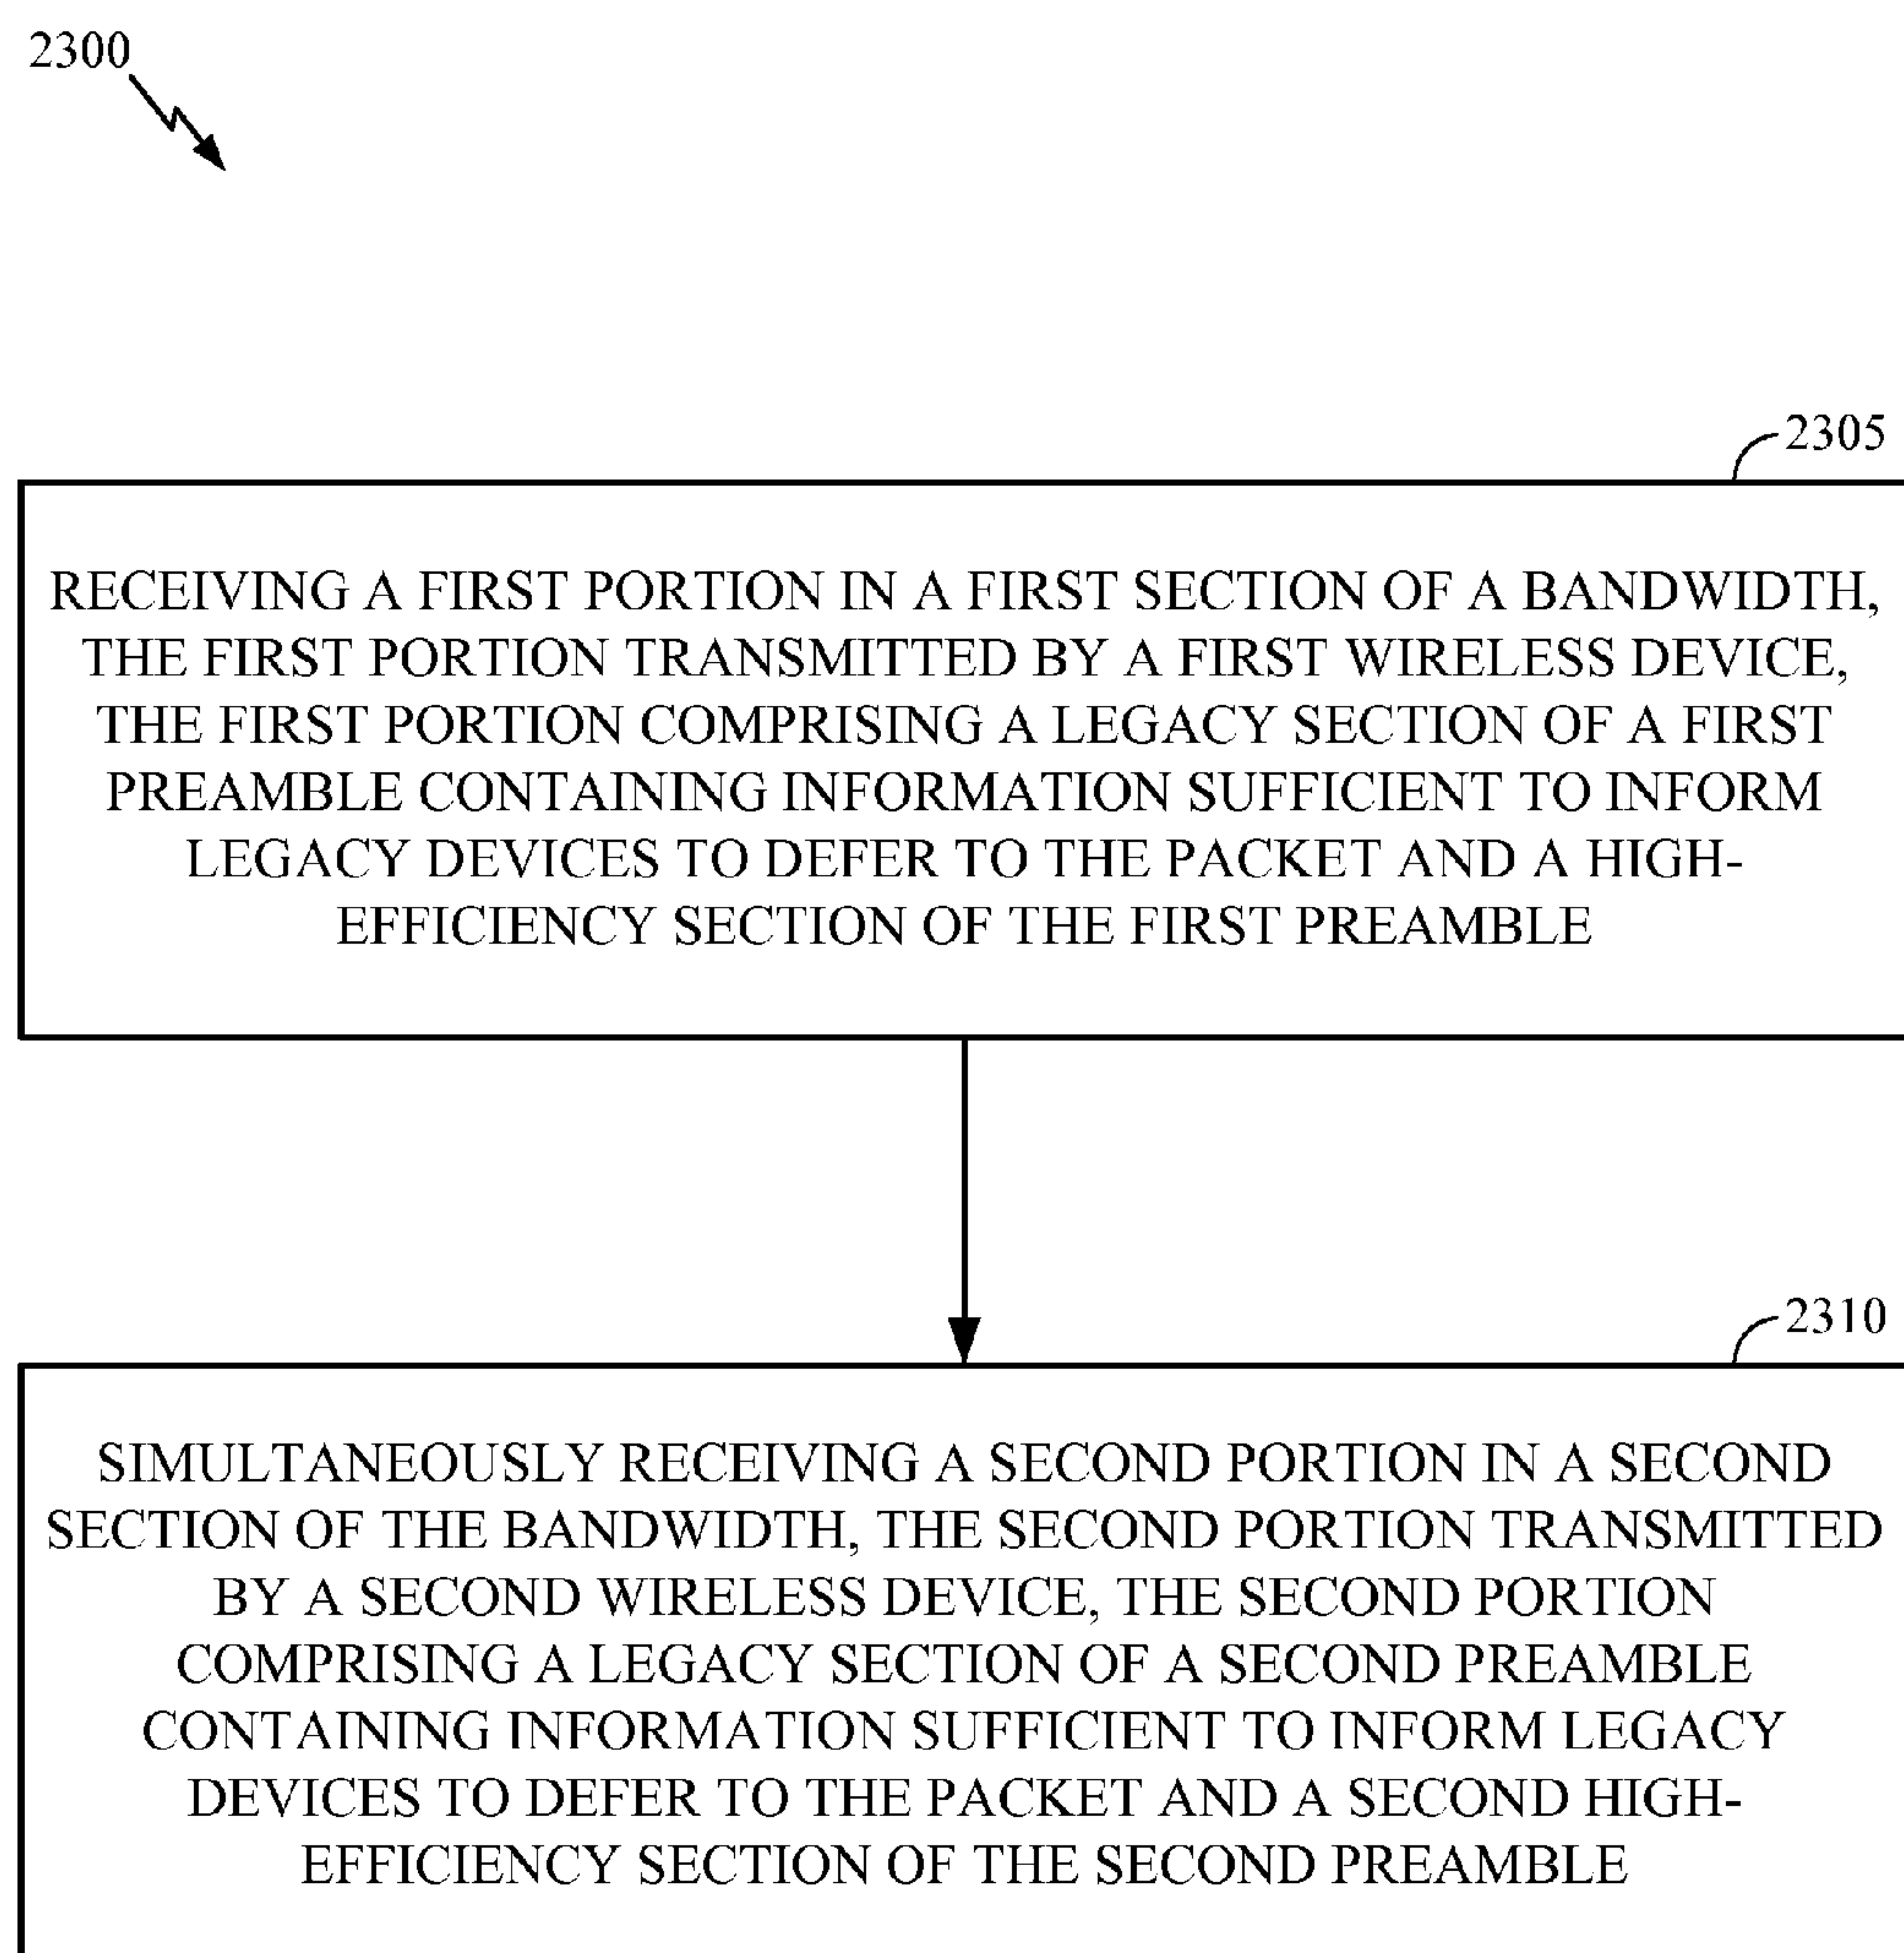 2300
2305
RECEIVING A FIRST PORTION IN A FIRST SECTION OF A BANDWIDTH,
THE FIRST PORTION TRANSMITTED BY A FIRST WIRELESS DEVICE,
THE FIRST PORTION COMPRISING A LEGACY SECTION OF A FIRST
PREAMBLE CONTAINING INFORMATION SUFFICIENT TO INFORM
LEGACY DEVICES TO DEFER TO THE PACKET AND A HIGH-
EFFICIENCY SECTION OF THE FIRST PREAMBLE
2310
SIMULTANEOUSLY RECEIVING A SECOND PORTION IN A SECOND
SECTION OF THE BANDWIDTH, THE SECOND PORTION TRANSMITTED
BY A SECOND WIRELESS DEVICE, THE SECOND PORTION
COMPRISING A LEGACY SECTION OF A SECOND PREAMBLE
CONTAINING INFORMATION SUFFICIENT TO INFORM LEGACY
DEVICES TO DEFER TO THE PACKET AND A SECOND HIGH-
EFFICIENCY SECTION OF THE SECOND PREAMBLE